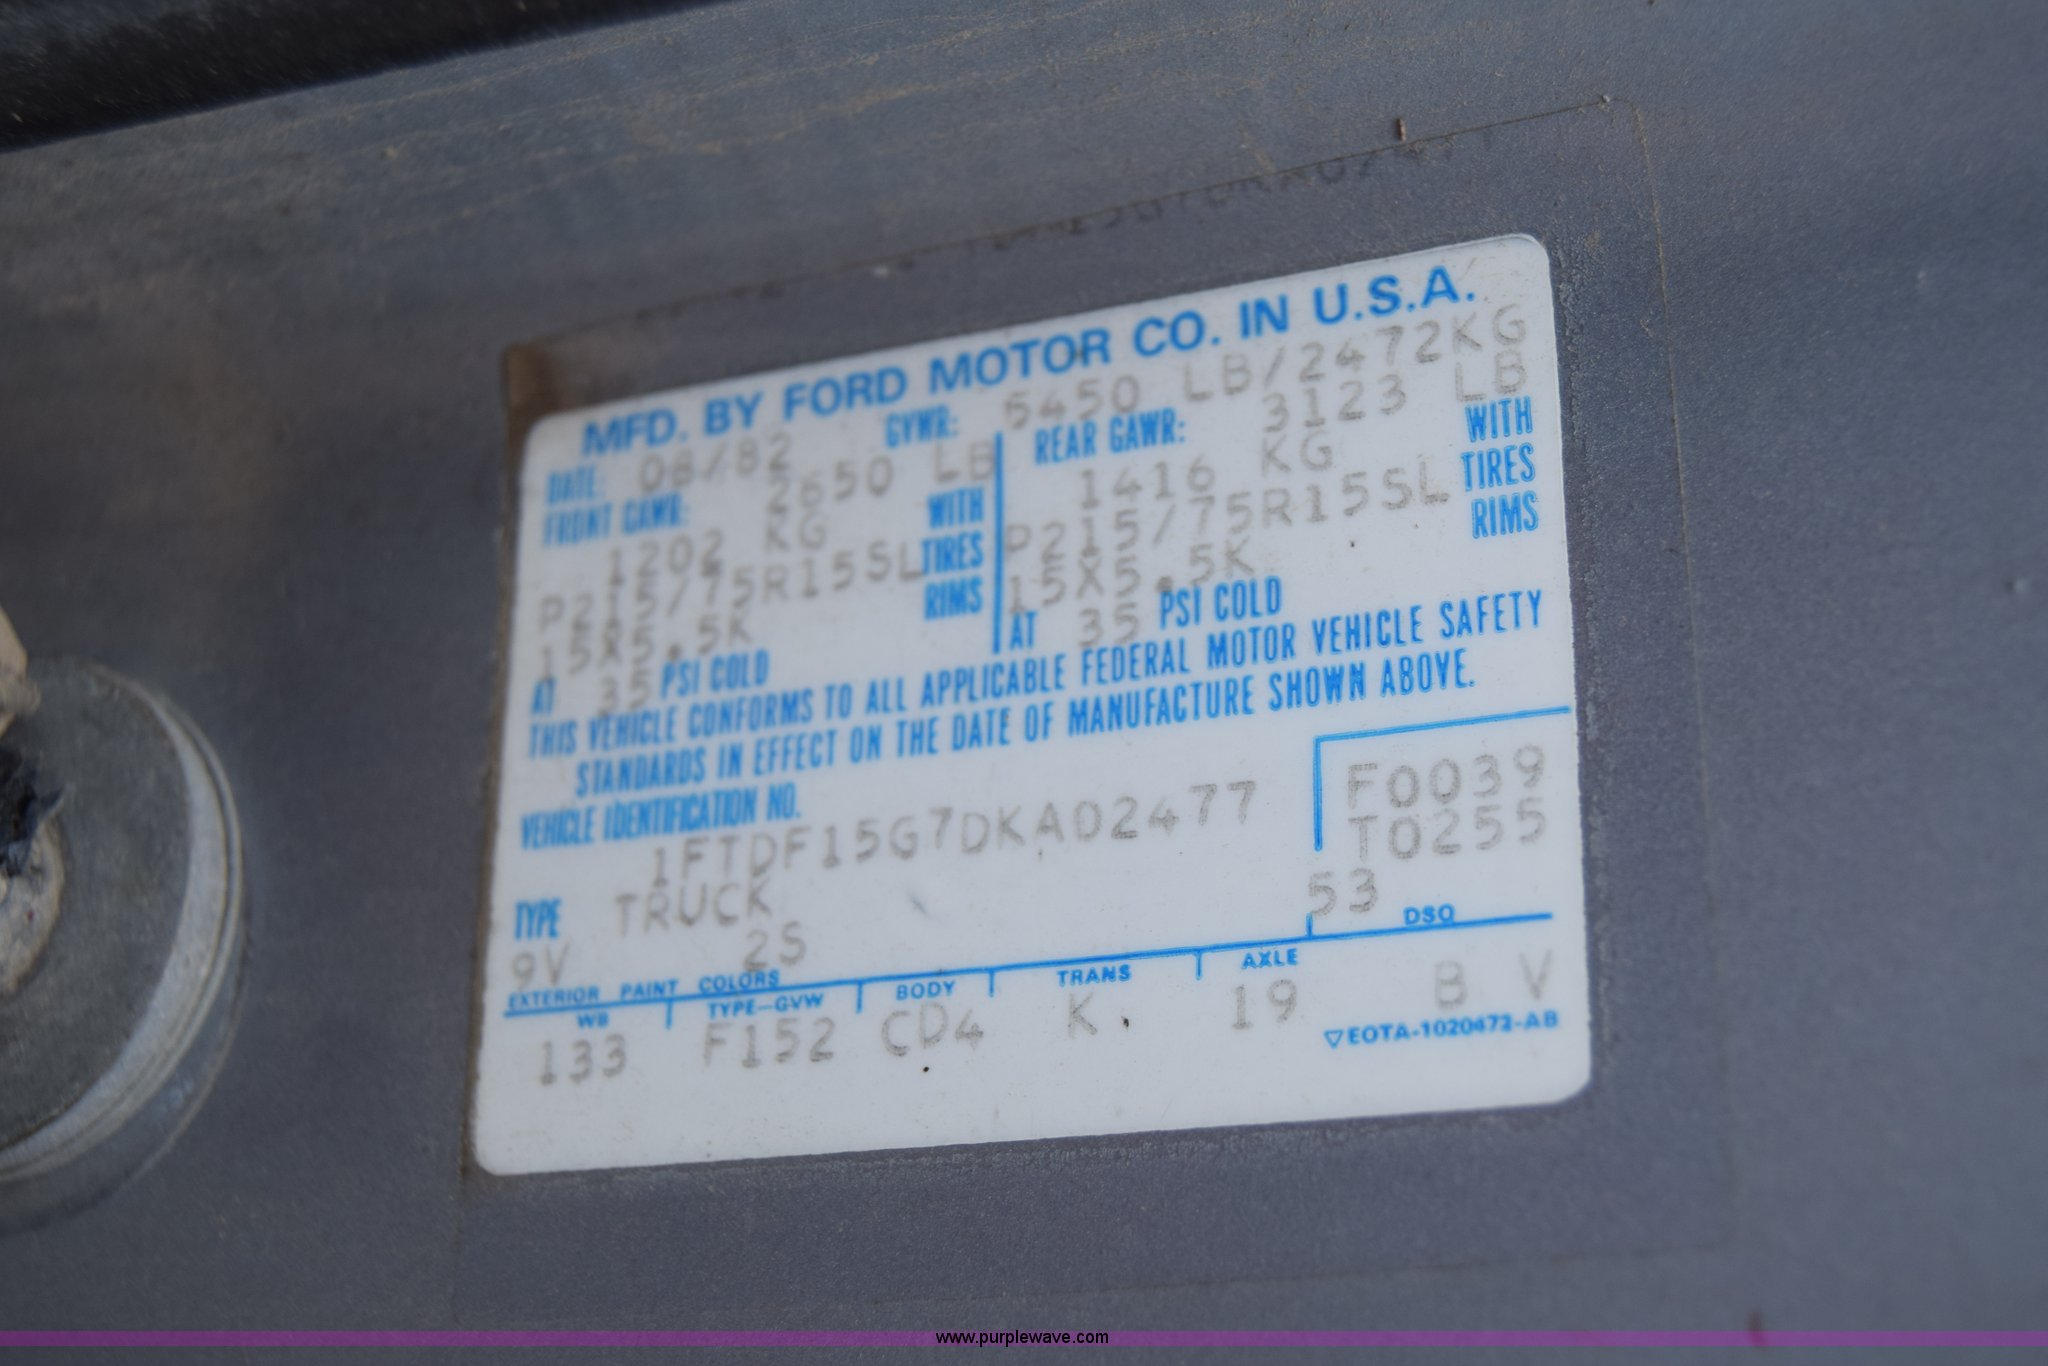 MFD. BY FORD MOTOR CO. IN U.S.A.
DATE: 08/82 GVWR: 5450 LB/2472KG
FRONT GAWR: 2650 LB REAR GAWR: 3123 LB
1202 KG WITH 1416 KG WITH
P215/75R15SL TIRES P215/75R15SL TIRES
15X5.5K RIMS 15X5.5K RIMS
AT 35 PSI COLD AT 35 PSI COLD
THIS VEHICLE CONFORMS TO ALL APPLICABLE FEDERAL MOTOR VEHICLE SAFETY
STANDARDS IN EFFECT ON THE DATE OF MANUFACTURE SHOWN ABOVE.
VEHICLE IDENTIFICATION NO. F0039
1FTDF15G7DKA02477 T0255
TYPE TRUCK 53
9V 2S DSO
EXTERIOR PAINT COLORS
WB TYPE-GVW BODY TRANS AXLE
133 F152 CD4 K. 19 B V
▽EOTA-1020472-AB
www.purplewave.com